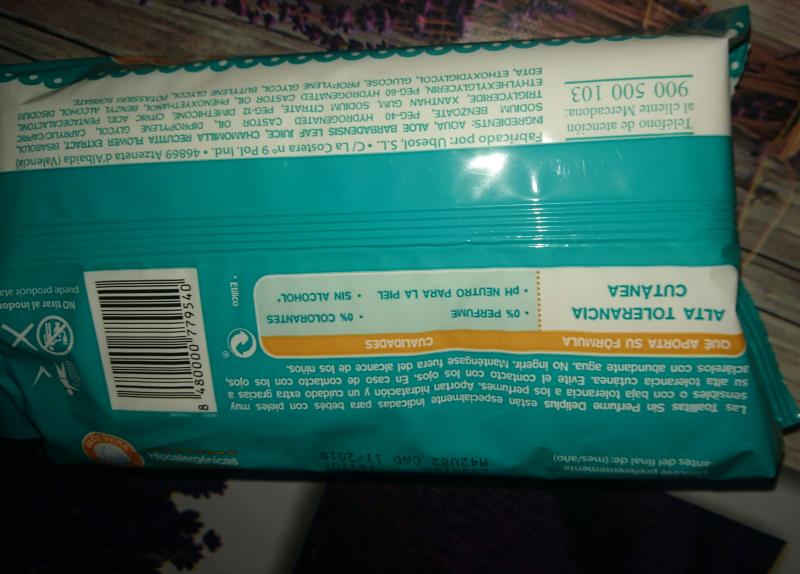 Hipoalergénicas
ALOE VERA
antes del final de: (mes/año)
M42U82 CAD 11/2018
Las Toallitas Sin Perfume Deliplus están especialmente indicadas para bebés con pieles muy
sensibles o con baja tolerancia a los perfumes. Aportan hidratación y un cuidado extra gracias a
su alta tolerancia cutánea. Evite el contacto con los ojos. En caso de contacto con los ojos,
aclárelos con abundante agua. No ingerir. Manténgase fuera del alcance de los niños.
QUÉ APORTA SU FÓRMULA
CUALIDADES
ALTA TOLERANCIA
CUTÁNEA
• 0% PERFUME
• 0% COLORANTES
• pH NEUTRO PARA LA PIEL
• SIN ALCOHOL*
• Etílico
8 480000 779540
NO tirar al inodoro
puede producir
Fabricado por: Ubesol, S.L. • C/ La Costera nº 9 Pol. Ind. • 46869 Atzeneta d'Albaida (Valencia)
INGREDIENTS: AQUA, ALOE BARBADENSIS LEAF JUICE, CHAMOMILLA RECUTITA FLOWER EXTRACT, BISABOLOL,
SODIUM BENZOATE, PEG-40 HYDROGENATED CASTOR OIL, DIPROPYLENE GLYCOL, CAPRYLIC/CAPRIC
TRIGLYCERIDE, XANTHAN GUM, SODIUM CITRATE, PEG-12 DIMETHICONE, CITRIC ACID, PENTADECALACTONE,
ETHYLHEXYLGLYCERIN, PEG-60 HYDROGENATED CASTOR OIL, PHENOXYETHANOL, BENZYL ALCOHOL, DISODIUM
EDTA, ETHOXYDIGLYCOL, GLUCOSE, PROPYLENE GLYCOL, BUTYLENE GLYCOL, POTASSIUM SORBATE.
Teléfono de atención
al cliente Mercadona:
900 500 103